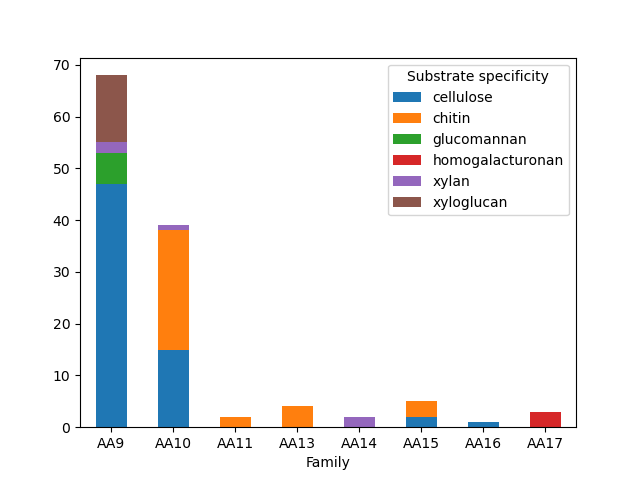 70
60
50
40
30
20
10
0
Substrate specificity
cellulose
chitin
glucomannan
homogalacturonan
xylan
xyloglucan
AA9 AA10 AA11 AA13 AA14 AA15 AA16 AA17
Family